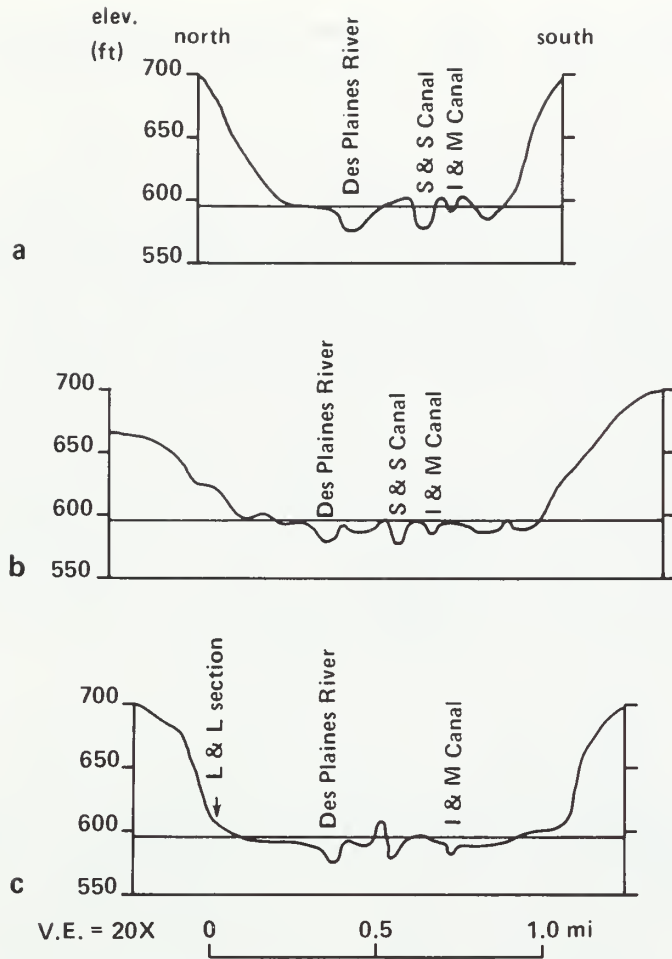 elev.
(ft)
north
south
700
650
600
550
Des Plaines River
S & S Canal
I & M Canal
a
700
650
600
550
Des Plaines River
S & S Canal
I & M Canal
b
700
650
600
550
L & L section
Des Plaines River
I & M Canal
c
V.E. = 20X
0
0.5
1.0 mi